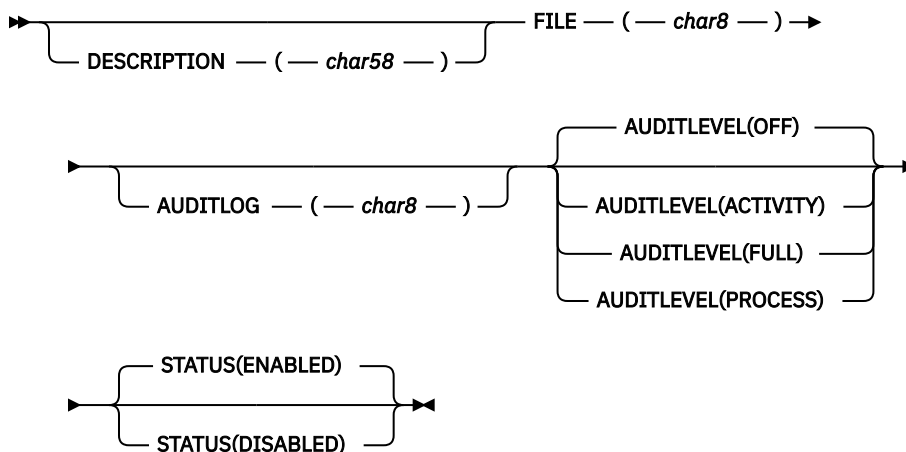 FILE ( char8 )
DESCRIPTION ( char58 )
AUDITLEVEL(OFF)
AUDITLOG ( char8 )
AUDITLEVEL(ACTIVITY)
AUDITLEVEL(FULL)
AUDITLEVEL(PROCESS)
STATUS(ENABLED)
STATUS(DISABLED)